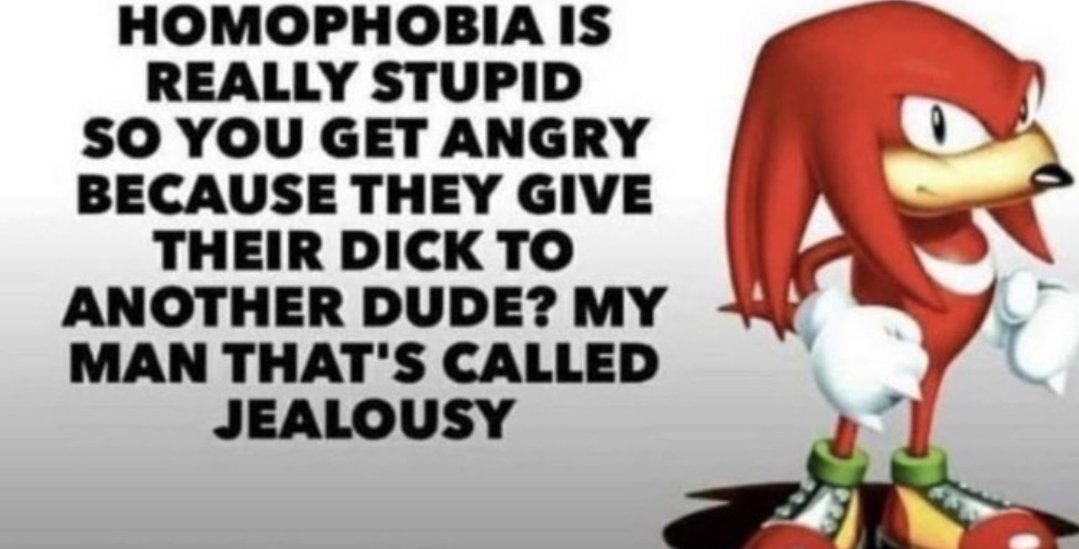 HOMOPHOBIA IS
REALLY STUPID
SO YOU GET ANGRY
BECAUSE THEY GIVE
THEIR DICK TO
ANOTHER DUDE? MY
MAN THAT'S CALLED
JEALOUSY